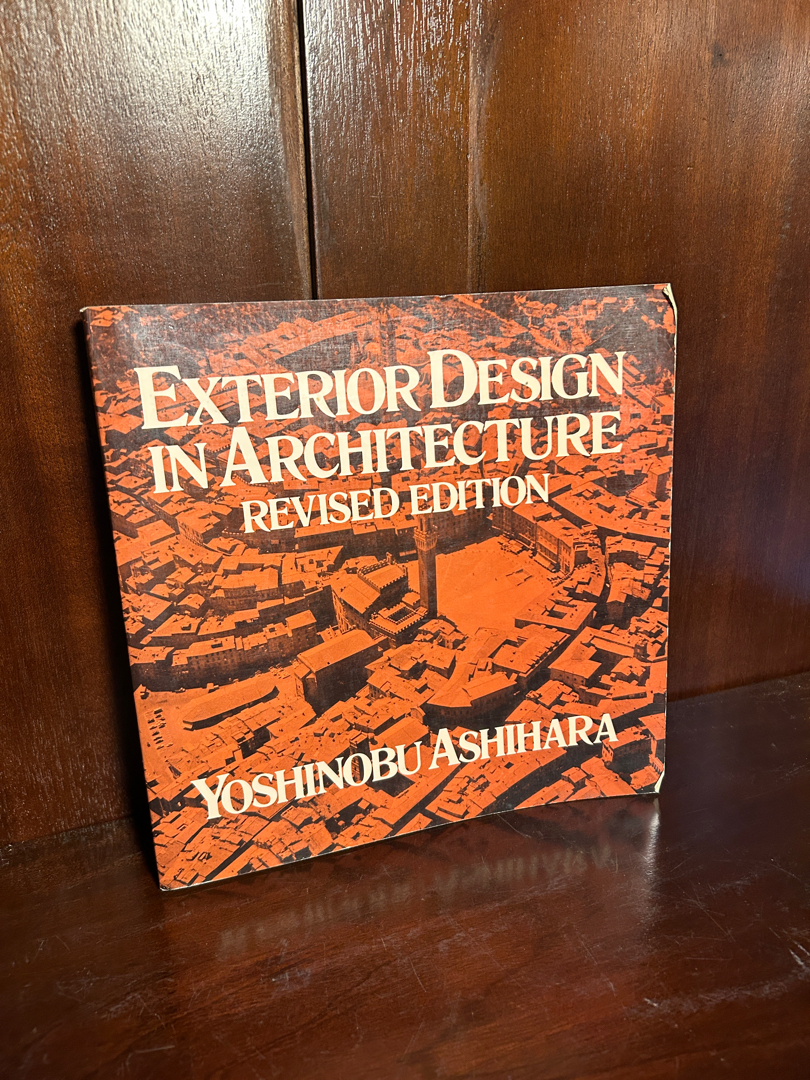 EXTERIOR DESIGN
IN ARCHITECTURE
REVISED EDITION
YOSHINOBU ASHIHARA